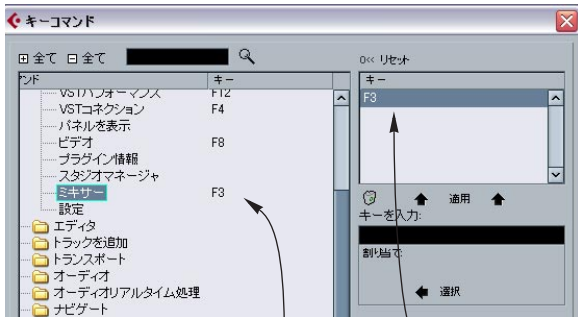 キーコマンド
全て 全て
0<< リセット
ンド キー
VSTパフォーマンス F12
VSTコネクション F4
パネルを表示
ビデオ F8
プラグイン情報
スタジオマネージャ
ミキサー F3
設定
エディタ
トラックを追加
トランスポート
オーディオ
オーディオリアルタイム処理
ナビゲート
キー
F3
適用
キーを入力:
割り当て
選択